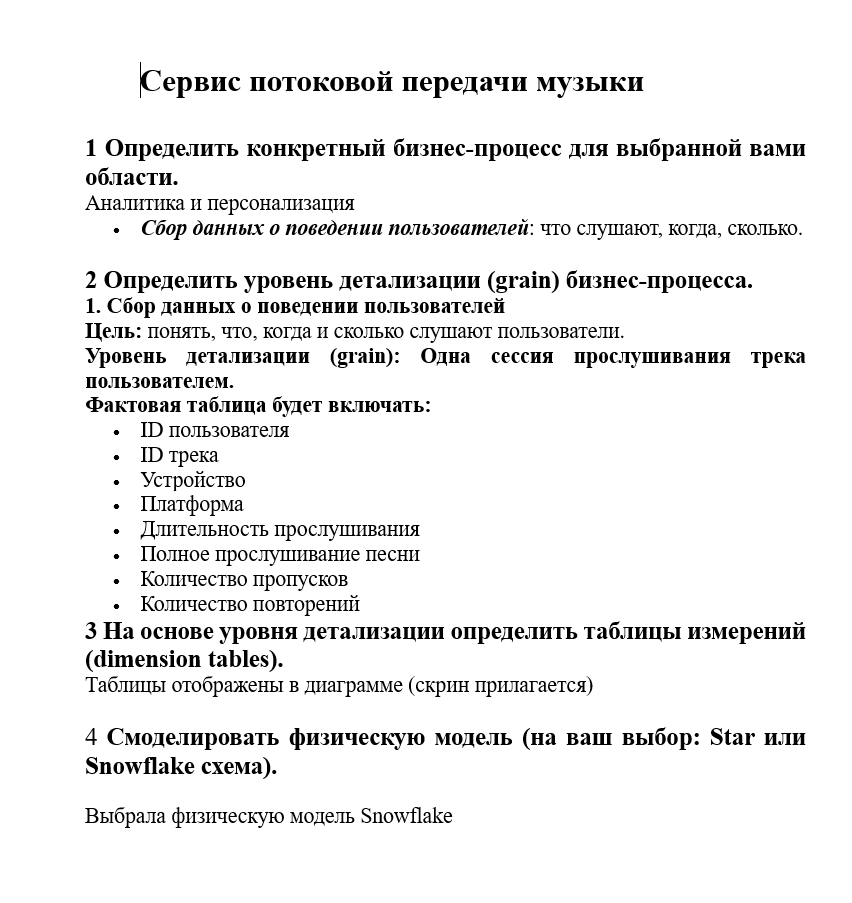 Сервис потоковой передачи музыки
1 Определить конкретный бизнес-процесс для выбранной вами
области.
Аналитика и персонализация
• Сбор данных о поведении пользователей: что слушают, когда, сколько.
2 Определить уровень детализации (grain) бизнес-процесса.
1. Сбор данных о поведении пользователей
Цель: понять, что, когда и сколько слушают пользователи.
Уровень детализации (grain): Одна сессия прослушивания трека
пользователем.
Фактовая таблица будет включать:
• ID пользователя
• ID трека
• Устройство
• Платформа
• Длительность прослушивания
• Полное прослушивание песни
• Количество пропусков
• Количество повторений
3 На основе уровня детализации определить таблицы измерений
(dimension tables).
Таблицы отображены в диаграмме (скрин прилагается)
4 Смоделировать физическую модель (на ваш выбор: Star или
Snowflake схема).
Выбрала физическую модель Snowflake